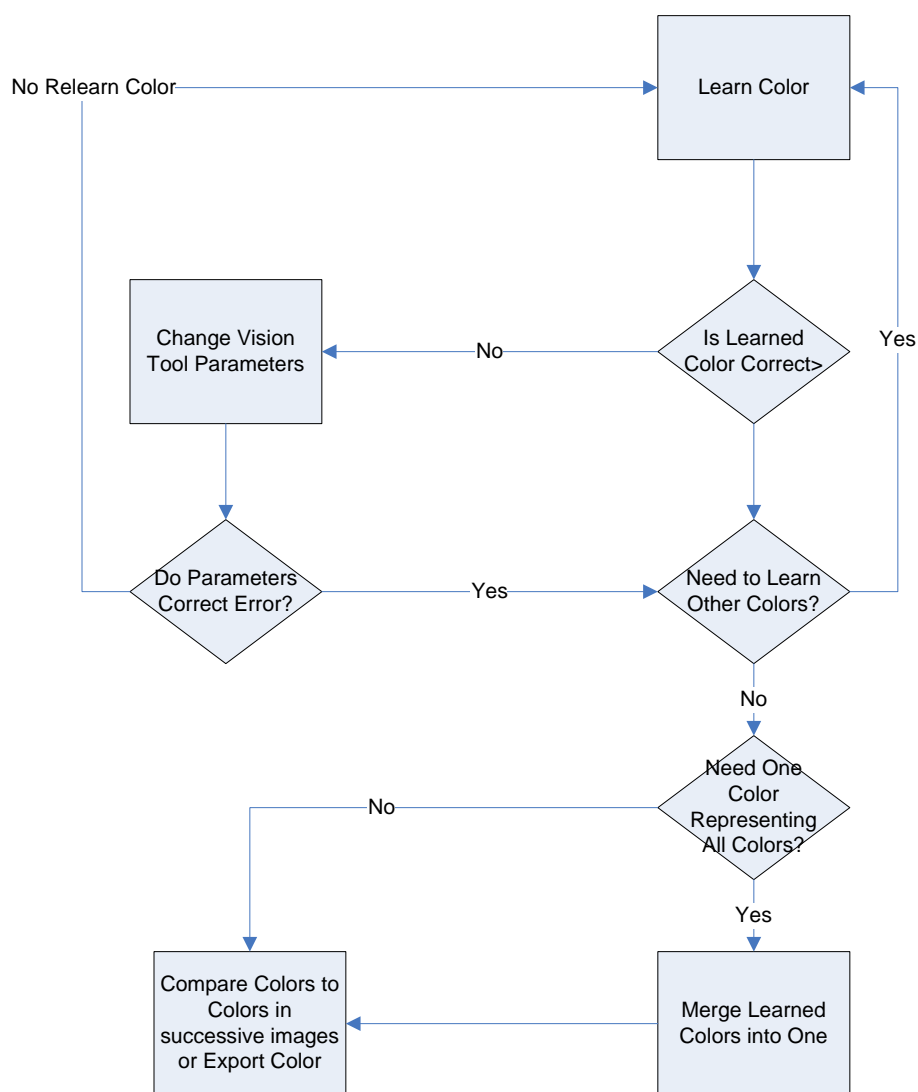 No Relearn Color
Learn Color
Change Vision
Tool Parameters
No
Is Learned
Color Correct>
Yes
Do Parameters
Correct Error?
Yes
Need to Learn
Other Colors?
No
Need One
Color
Representing
All Colors?
No
Yes
Compare Colors to
Colors in
successive images
or Export Color
Merge Learned
Colors into One